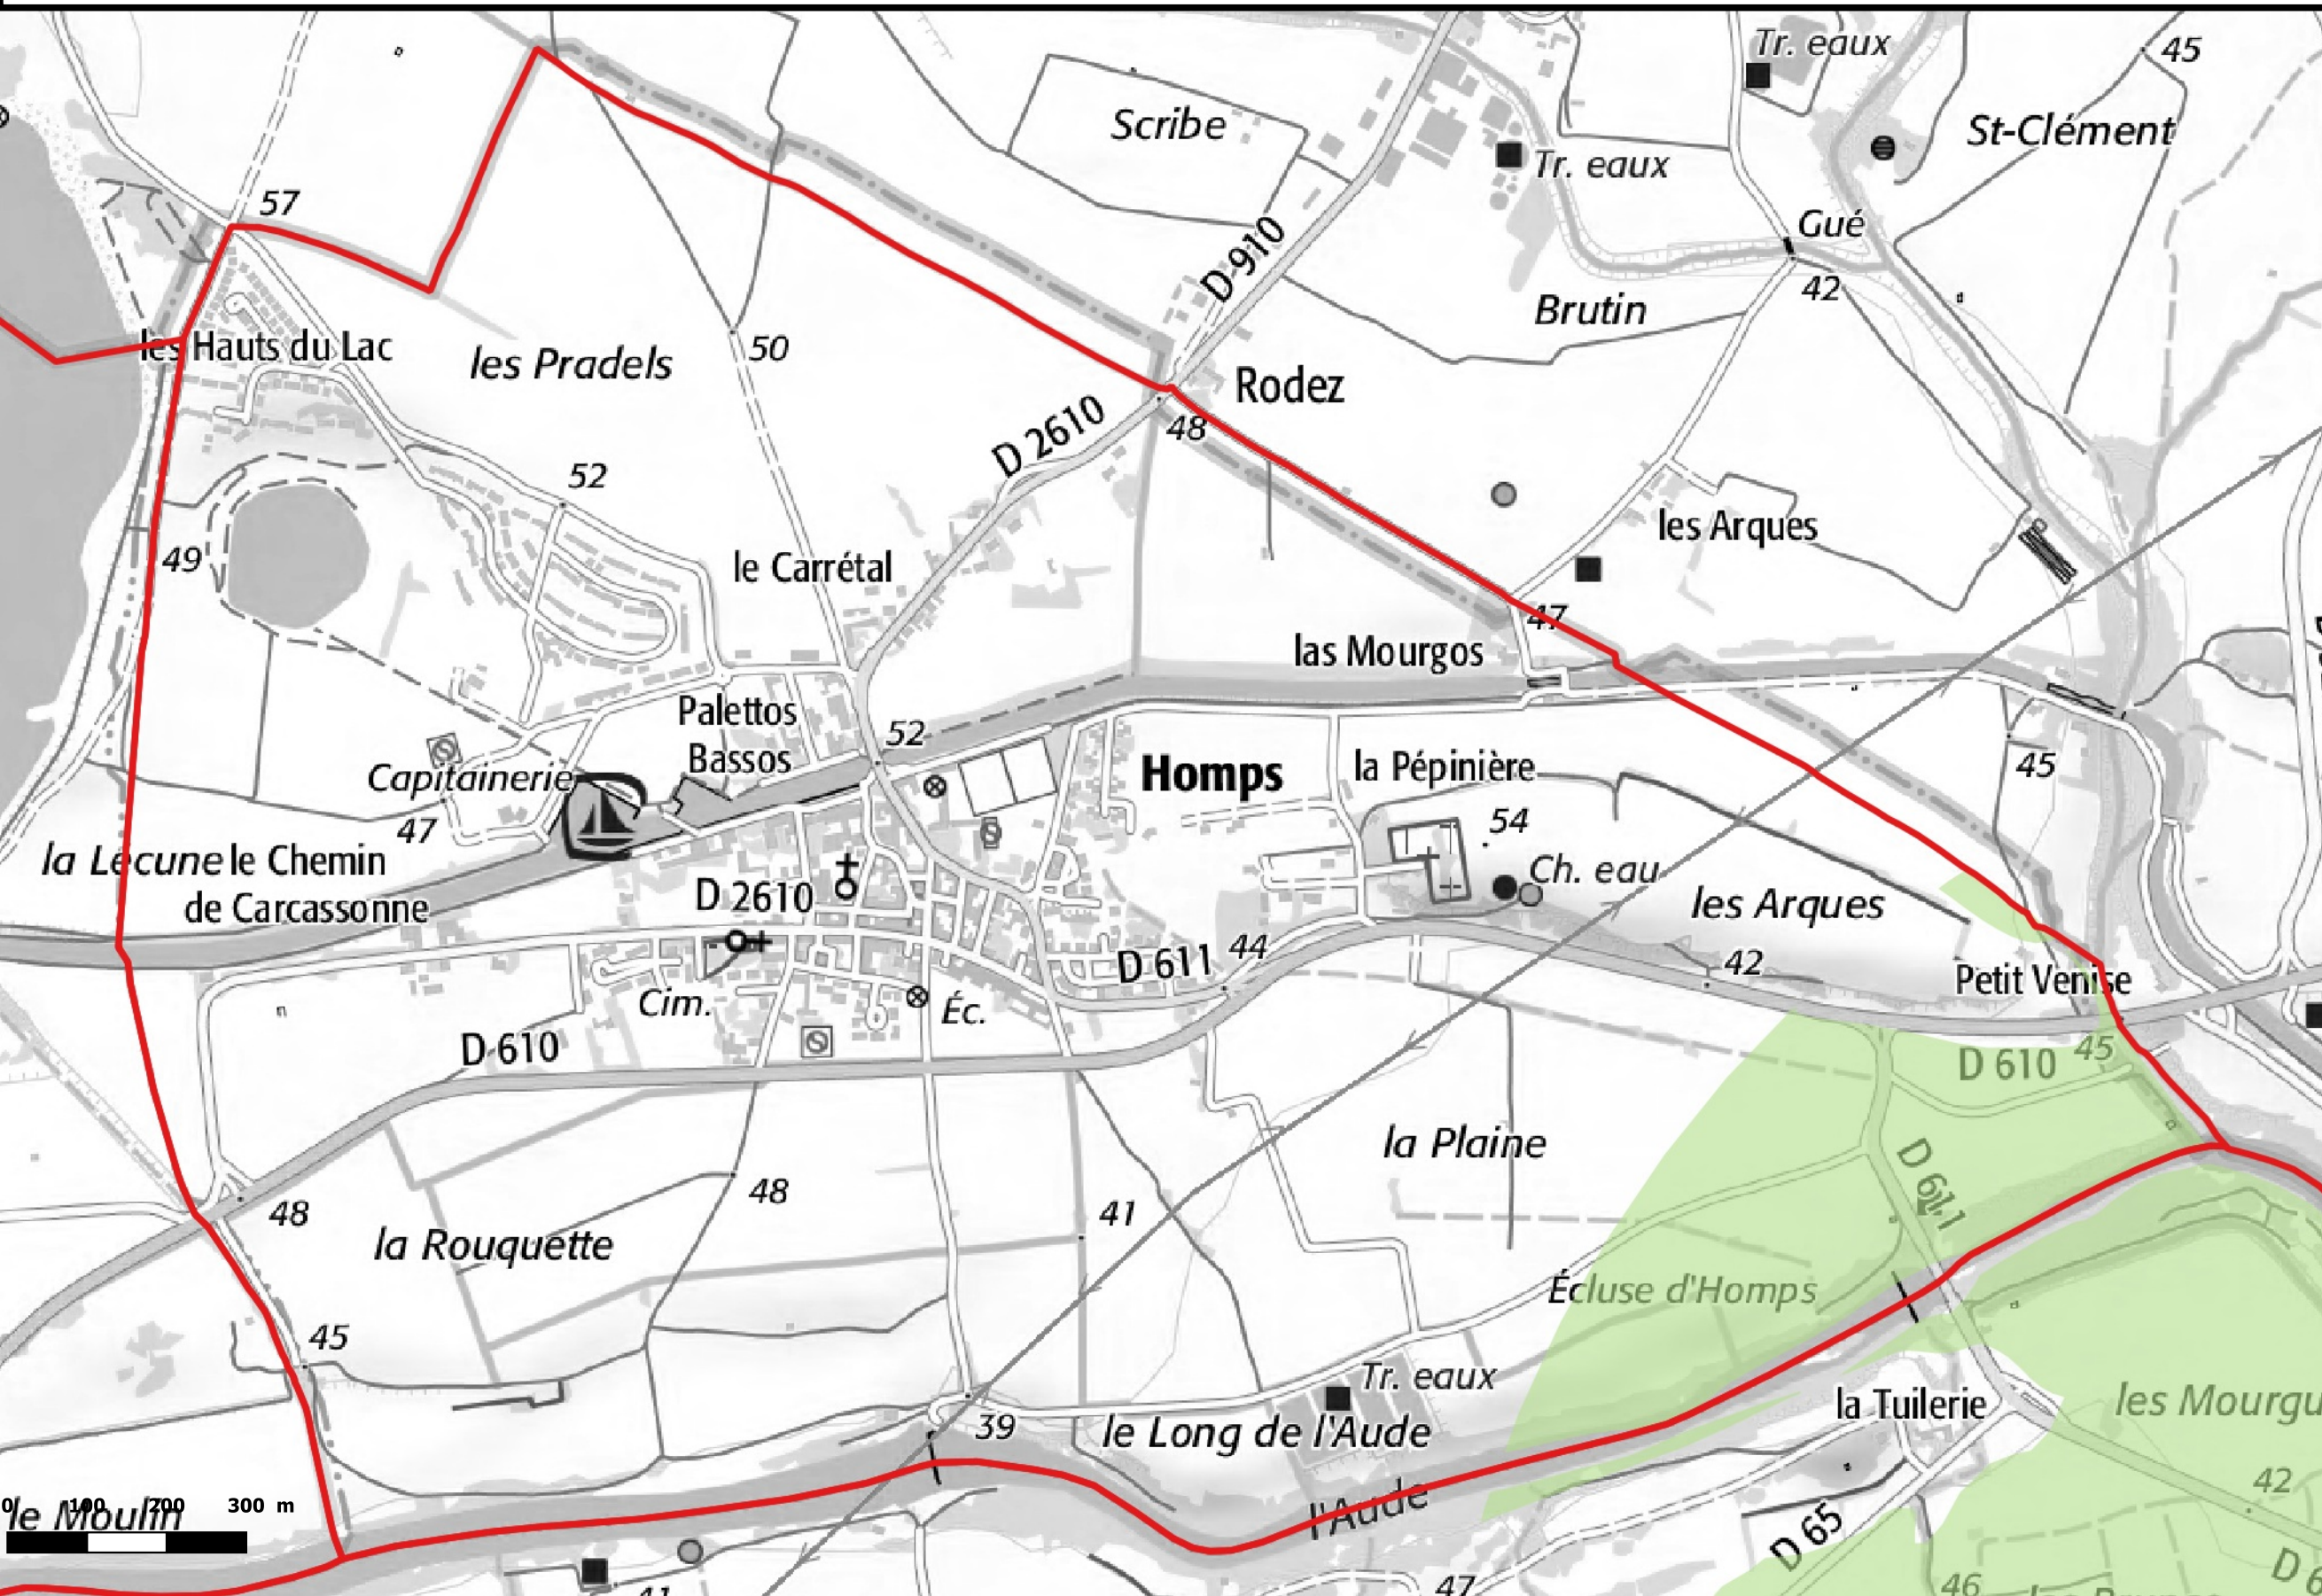 Tr. eaux
45
Scribe
St-Clément
Tr. eaux
57
Gué
D 910
42
Brutin
les Hauts du Lac
50
les Pradels
Rodez
D 2610
48
52
les Arques
49
le Carrétal
47
las Mourgos
Palettos
Bassos
52
45
Capitainerie
Homps
la Pépinière
54
47
la Lecune
le Chemin
de Carcassonne
Ch. eau
D 2610
les Arques
44
D 611
42
Petit Venise
Cim.
Éc.
D 610
45
D 610
la Plaine
D 611
48
48
41
la Rouquette
Écluse d'Homps
45
Tr. eaux
la Tuilerie
les Mourgu
39
le Long de l'Aude
42
l'Aude
0 100 200 300 m
le Moulin
D 65
47
46
41